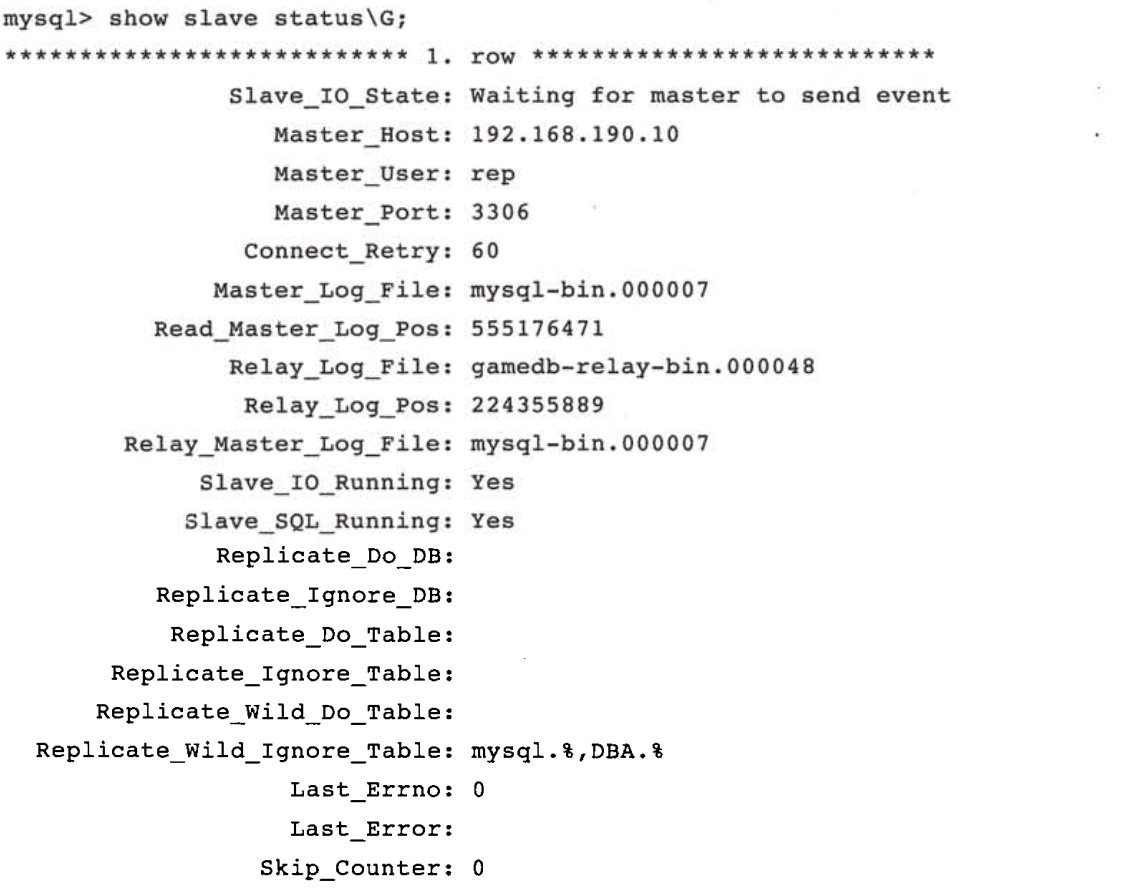 mysql> show slave status\G;
*************************** 1. row ***************************
Slave_IO_State: Waiting for master to send event
Master_Host: 192.168.190.10
Master_User: rep
Master_Port: 3306
Connect_Retry: 60
Master_Log_File: mysql-bin.000007
Read_Master_Log_Pos: 555176471
Relay_Log_File: gamedb-relay-bin.000048
Relay_Log_Pos: 224355889
Relay_Master_Log_File: mysql-bin.000007
Slave_IO_Running: Yes
Slave_SQL_Running: Yes
Replicate_Do_DB:
Replicate_Ignore_DB:
Replicate_Do_Table:
Replicate_Ignore_Table:
Replicate_Wild_Do_Table:
Replicate_Wild_Ignore_Table: mysql.%,DBA.%
Last_Errno: 0
Last_Error:
Skip_Counter: 0